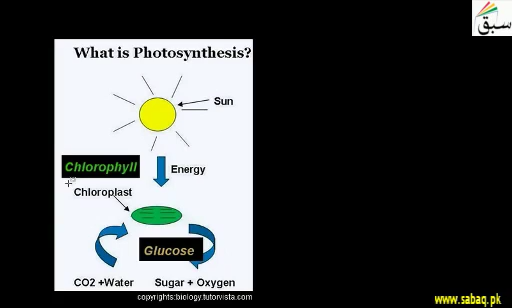 سبق
What is Photosynthesis?
Sun
Chlorophyll
Energy
Chloroplast
Glucose
CO2 +Water
Sugar + Oxygen
copyrights:biology.tutorvista.com
www.sabaq.pk